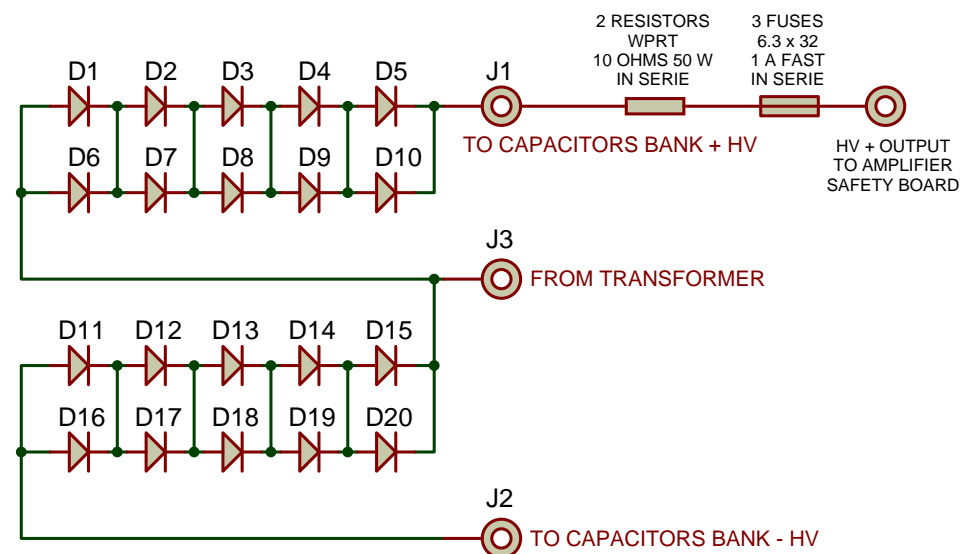 2 RESISTORS
WPRT
10 OHMS 50 W
IN SERIE
3 FUSES
6.3 x 32
1 A FAST
IN SERIE
D1 D2 D3 D4 D5 J1
TO CAPACITORS BANK + HV
D6 D7 D8 D9 D10
HV + OUTPUT
TO AMPLIFIER
SAFETY BOARD
J3
FROM TRANSFORMER
D11 D12 D13 D14 D15
D16 D17 D18 D19 D20
J2
TO CAPACITORS BANK - HV